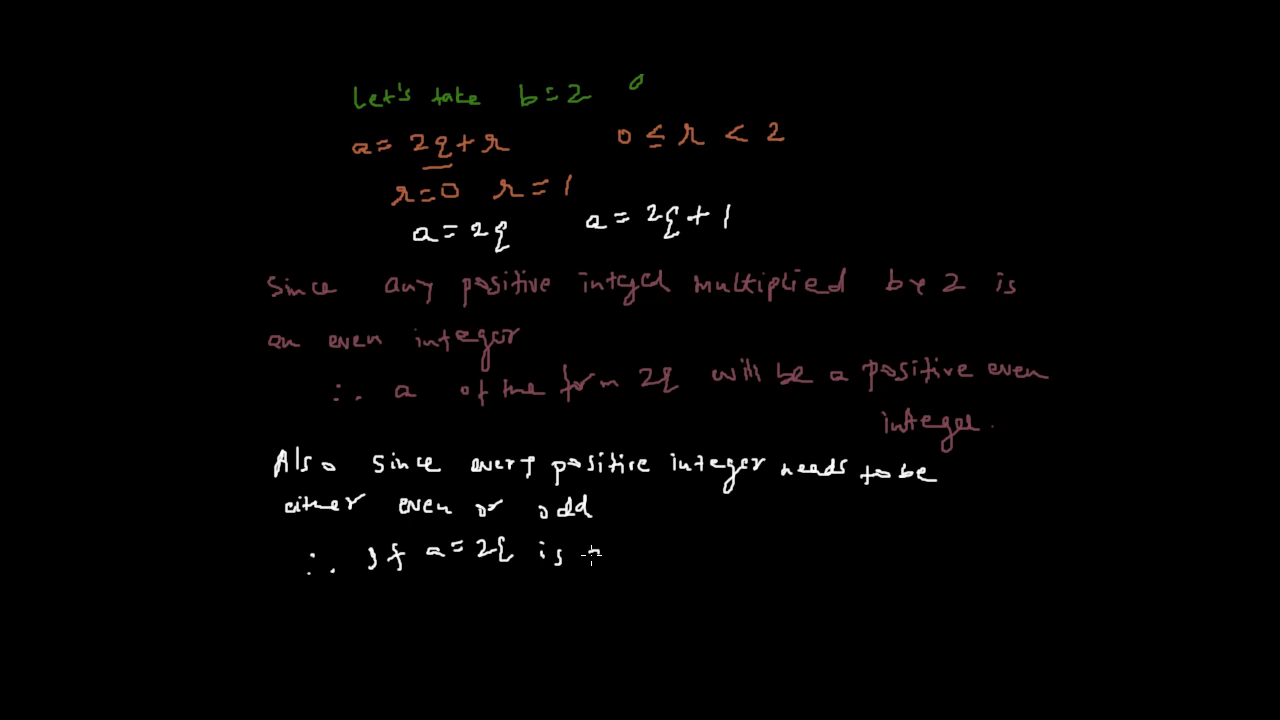 Let's take b=2
a= 2q+r 0 ≤ r < 2
r=0 r=1
a=2q a=2q+1
Since any positive integer multiplied by 2 is
an even integer
∴ a of the form 2q will be a positive even
integer.
Also since every positive integer needs to be
either even or odd
∴ if a=2q is